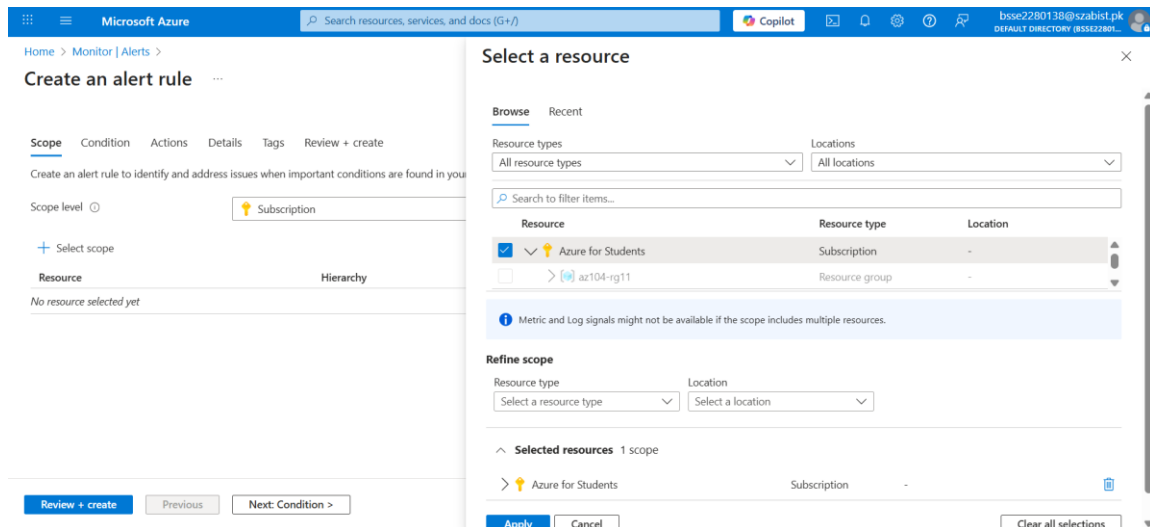 Microsoft Azure
Search resources, services, and docs (G+/)
Copilot
bsse2280138@szabist.pk
DEFAULT DIRECTORY (BSSE22801...
Home > Monitor | Alerts >
Create an alert rule ...
Scope Condition Actions Details Tags Review + create
Create an alert rule to identify and address issues when important conditions are found in you
Scope level
Subscription
+ Select scope
Resource Hierarchy
No resource selected yet
Review + create Previous Next: Condition >
Select a resource
Browse Recent
Resource types Locations
All resource types All locations
Search to filter items...
Resource Resource type Location
Azure for Students Subscription -
az104-rg11 Resource group -
Metric and Log signals might not be available if the scope includes multiple resources.
Refine scope
Resource type Location
Select a resource type Select a location
Selected resources 1 scope
Azure for Students Subscription -
Apply Cancel Clear all selections